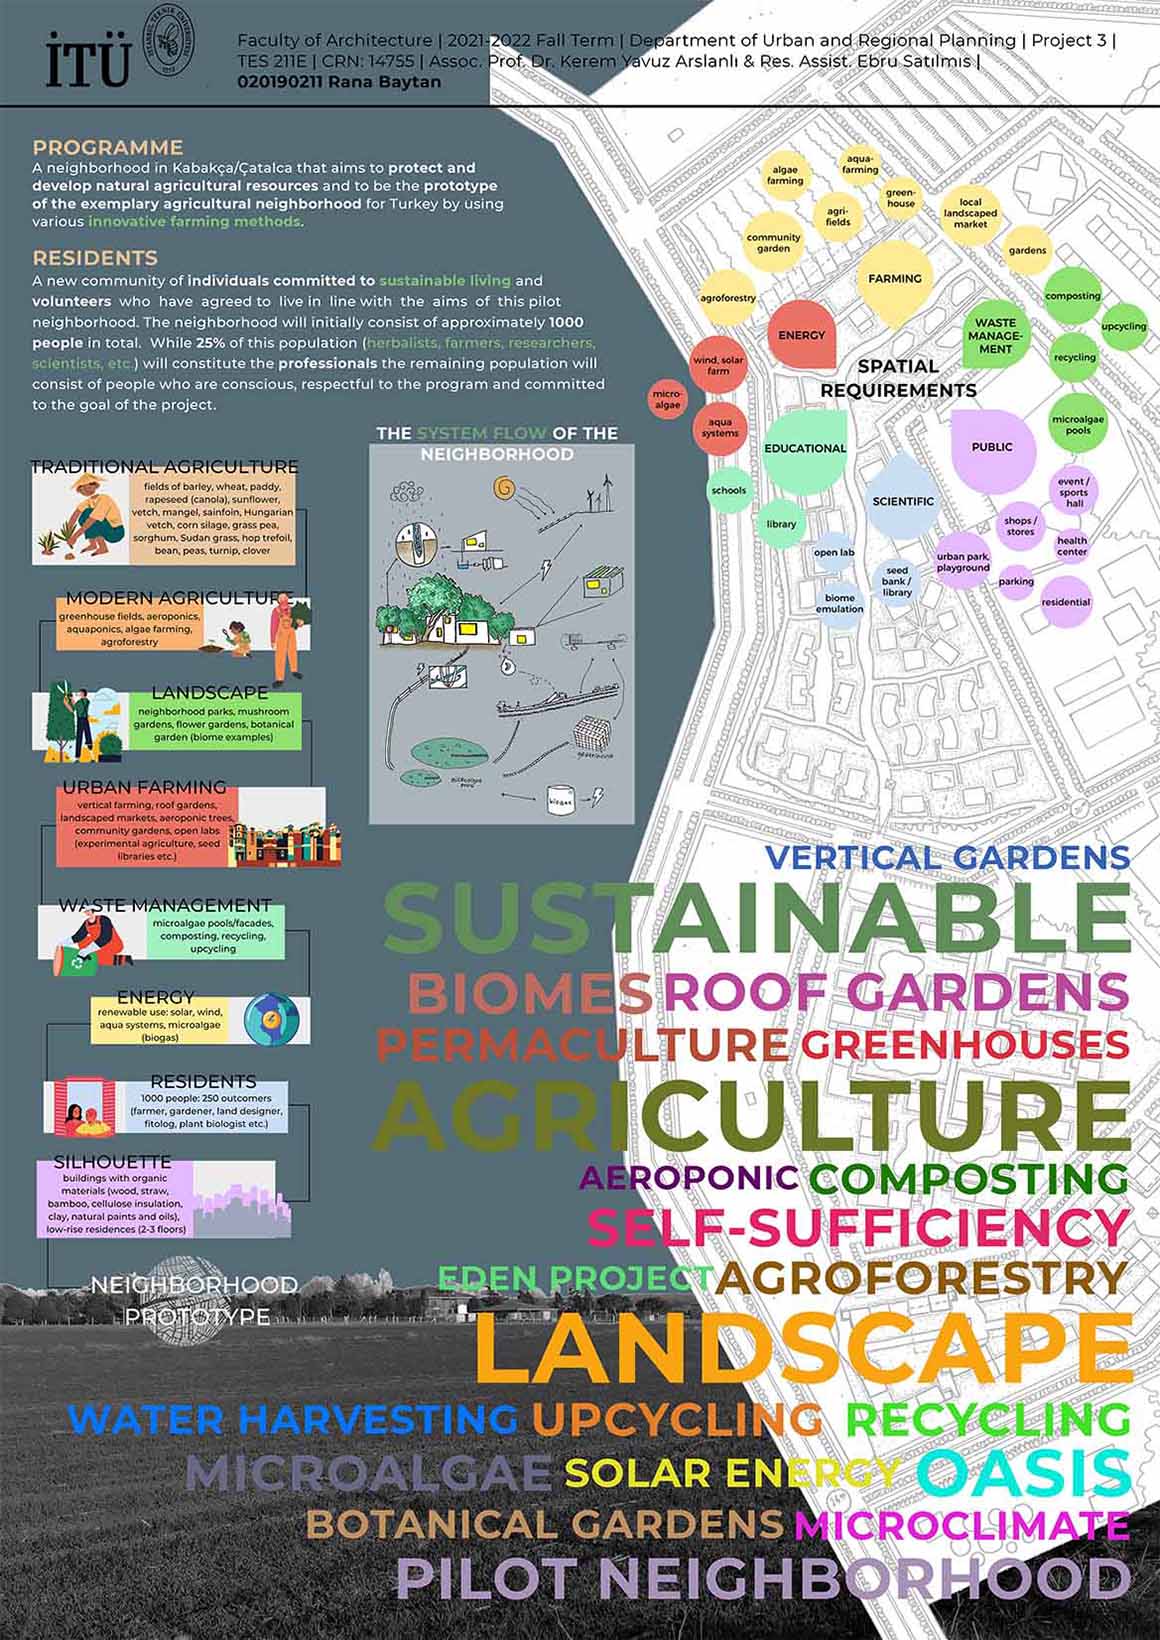 İTÜ
İSTANBUL TEKNİK ÜNİVERSİTESİ
1773
Faculty of Architecture | 2021-2022 Fall Term | Department of Urban and Regional Planning | Project 3 |
TES 211E | CRN: 14755 | Assoc. Prof. Dr. Kerem Yavuz Arslanlı & Res. Assist. Ebru Satılmıs |
020190211 Rana Baytan
PROGRAMME
A neighborhood in Kabakça/Çatalca that aims to protect and
develop natural agricultural resources and to be the prototype
of the exemplary agricultural neighborhood for Turkey by using
various innovative farming methods.
RESIDENTS
A new community of individuals committed to sustainable living and
volunteers who have agreed to live in line with the aims of this pilot
neighborhood. The neighborhood will initially consist of approximately 1000
people in total. While 25% of this population (herbalists, farmers, researchers,
scientists, etc.) will constitute the professionals the remaining population will
consist of people who are conscious, respectful to the program and committed
to the goal of the project.
TRADITIONAL AGRICULTURE
fields of barley, wheat, paddy,
rapeseed (canola), sunflower,
vetch, mangel, sainfoin, Hungarian
vetch, corn silage, grass pea,
sorghum, Sudan grass, hop trefoil,
bean, peas, turnip, clover
MODERN AGRICULTURE
greenhouse fields, aeroponics,
aquaponics, algae farming,
agroforestry
LANDSCAPE
neighborhood parks, mushroom
gardens, flower gardens, botanical
garden (biome examples)
URBAN FARMING
vertical farming, roof gardens,
landscaped markets, aeroponic trees,
community gardens, open labs
(experimental agriculture, seed
libraries etc.)
WASTE MANAGEMENT
microalgae pools/facades,
composting, recycling,
upcycling
ENERGY
renewable use: solar, wind,
aqua systems, microalgae
(biogas)
RESIDENTS
1000 people: 250 outcomers
(farmer, gardener, land designer,
fitolog, plant biologist etc.)
SILHOUETTE
buildings with organic
materials (wood, straw,
bamboo, cellulose insulation,
clay, natural paints and oils),
low-rise residences (2-3 floors)
NEIGHBORHOOD
PROTOTYPE
THE SYSTEM FLOW OF THE
NEIGHBORHOOD
greenhouse
microalgae
pool
biogas
algae
farming
aqua-
farming
green-
house
agri-
fields
local
landscaped
market
community
garden
gardens
agroforestry
FARMING
ENERGY
wind, solar
farm
micro-
algae
aqua
systems
WASTE
MANAGE-
MENT
composting
upcycling
recycling
microalgae
pools
SPATIAL
REQUIREMENTS
EDUCATIONAL
schools
library
SCIENTIFIC
open lab
biome
emulation
seed
bank /
library
PUBLIC
event /
sports
hall
shops /
stores
health
center
urban park,
playground
parking
residential
VERTICAL GARDENS
SUSTAINABLE
BIOMES ROOF GARDENS
PERMACULTURE GREENHOUSES
AGRICULTURE
AEROPONIC COMPOSTING
SELF-SUFFICIENCY
EDEN PROJECT AGROFORESTRY
LANDSCAPE
WATER HARVESTING UPCYCLING RECYCLING
MICROALGAE SOLAR ENERGY OASIS
BOTANICAL GARDENS MICROCLIMATE
PILOT NEIGHBORHOOD